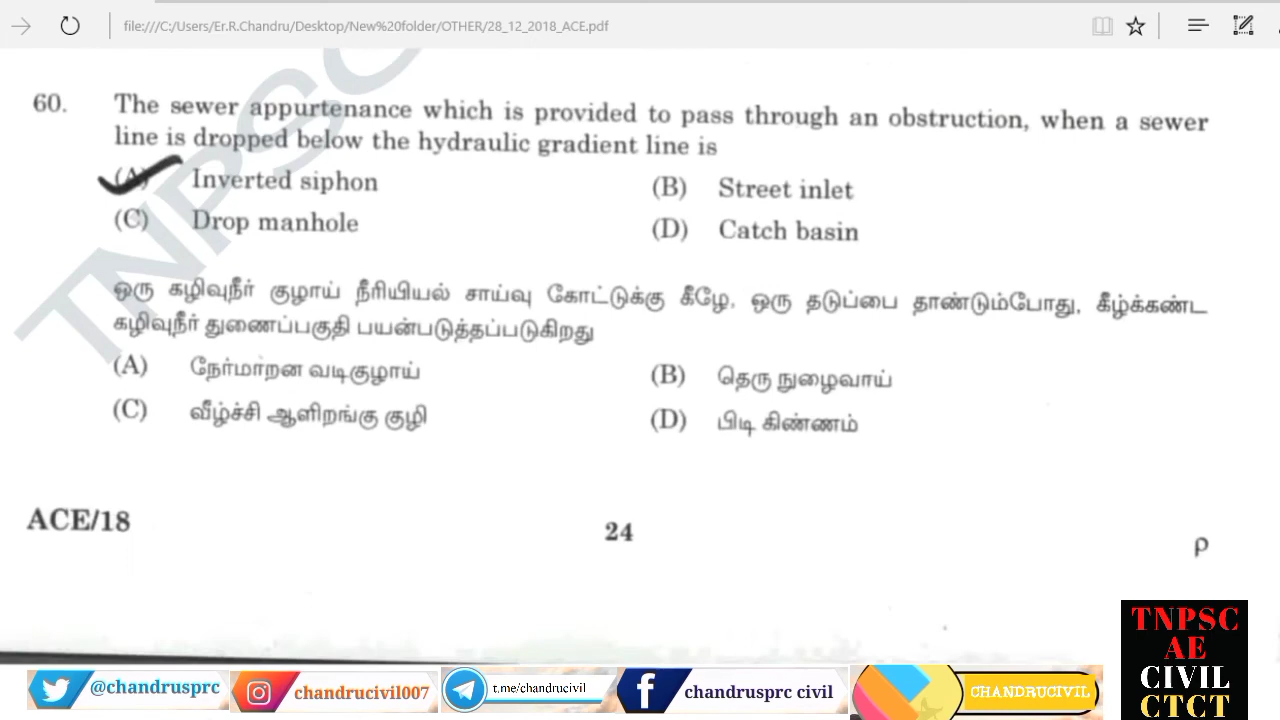 file:///C:/Users/Er.R.Chandru/Desktop/New%20folder/OTHER/28_12_2018_ACE.pdf
60. The sewer appurtenance which is provided to pass through an obstruction, when a sewer
line is dropped below the hydraulic gradient line is
(A) Inverted siphon (B) Street inlet
(C) Drop manhole (D) Catch basin
ஒரு கழிவுநீர் குழாய் நீரியியல் சாய்வு கோட்டுக்கு கீழே, ஒரு தடுப்பை தாண்டும்போது, கீழ்க்கண்ட
கழிவுநீர் துணைப்பகுதி பயன்படுத்தப்படுகிறது
(A) நேர்மாறன வடிகுழாய் (B) தெரு நுழைவாய்
(C) வீழ்ச்சி ஆளிறங்கு குழி (D) பிடி கிண்ணம்
ACE/18 24 ρ
TNPSC
TNPSC
AE
CIVIL
CTCT
@chandrusprc chandrucivil007 t.me/chandrucivil chandrusprc civil CHANDRUCIVIL